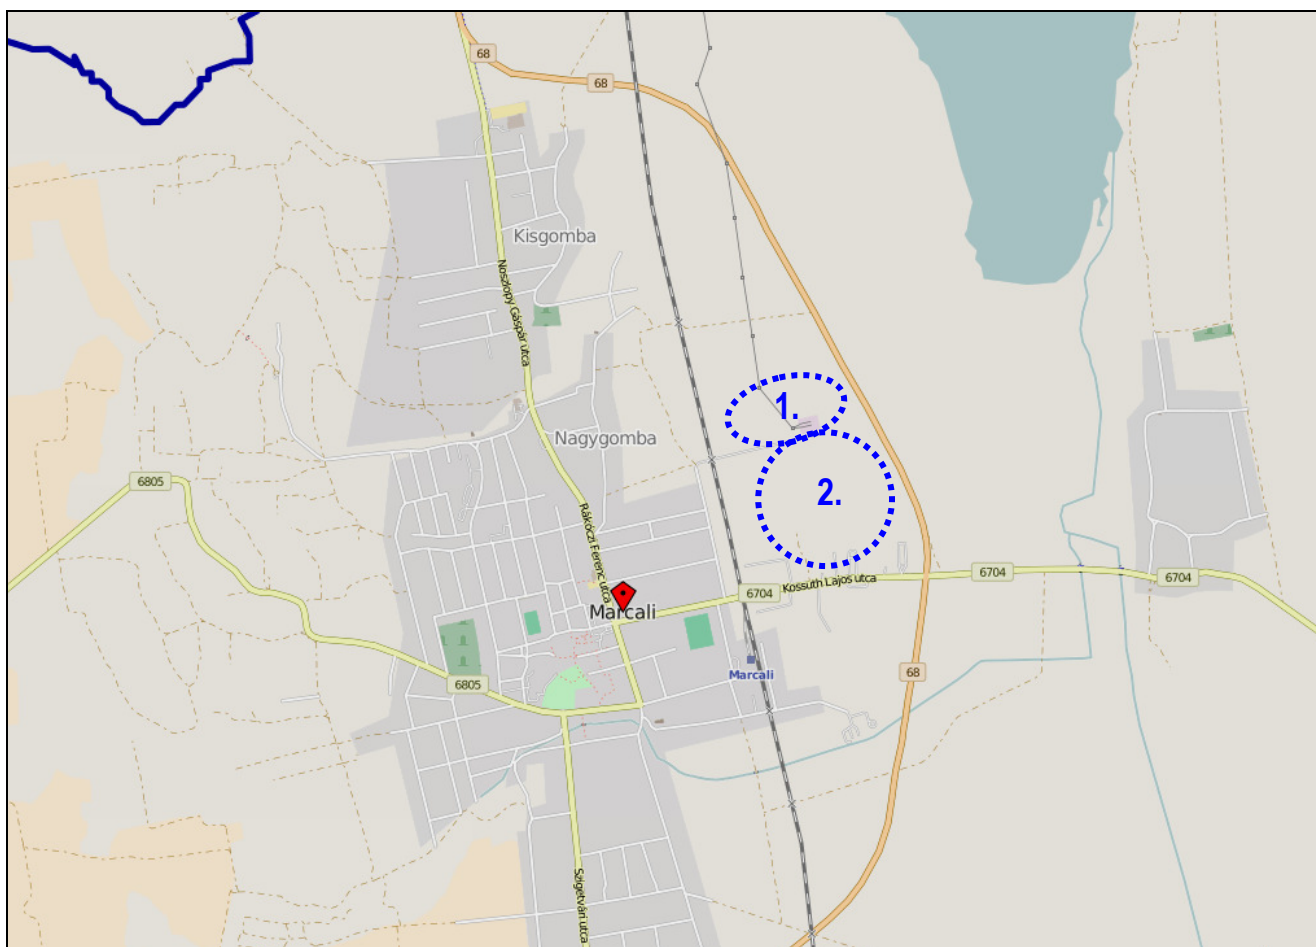 68
68
Kisgomba
Noszlopy Gáspár utca
1.
Nagygomba
6805
2.
Rákóczi Ferenc utca
6704
6704
6704
Kossuth Lajos utca
Marcali
68
Marcali
6805
Szigetvári utca